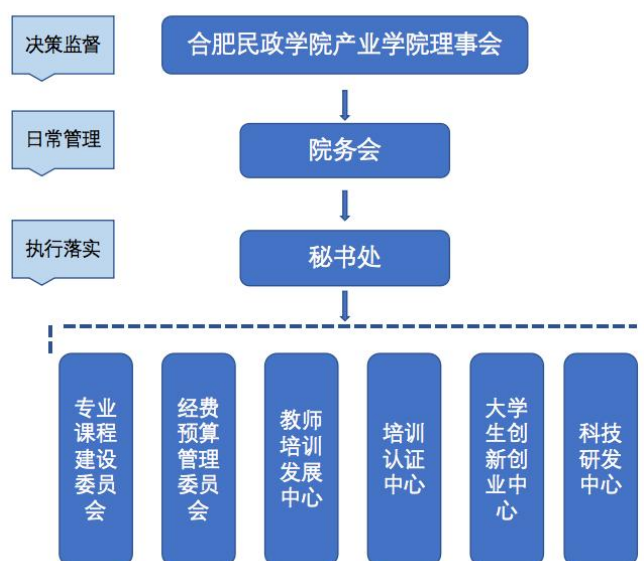 决策监督
合肥民政学院产业学院理事会
日常管理
院务会
执行落实
秘书处
专业
课程
建设
委员
会
经费
预算
管理
委员
会
教师
培训
发展
中心
培训
认证
中心
大学
生创
新创
业中
心
科技
研发
中心